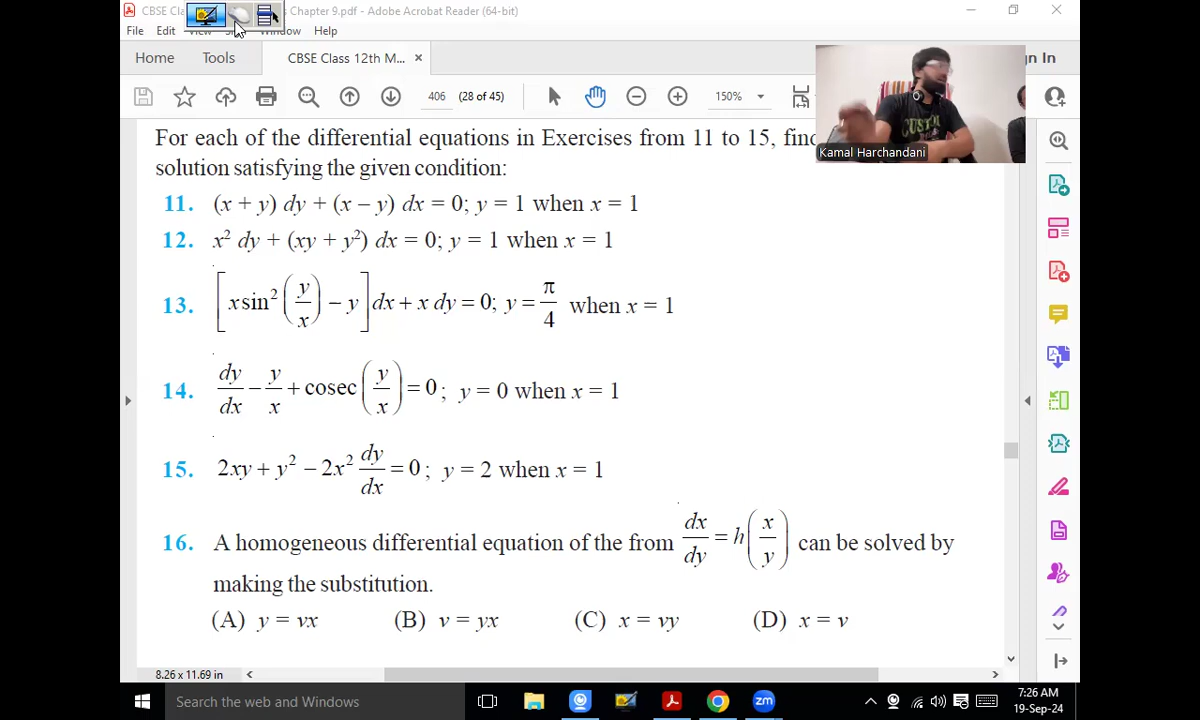 CBSE Cl
s Chapter 9.pdf - Adobe Acrobat Reader (64-bit)
File Edit View Window Help
Home Tools CBSE Class 12th M... × gn In
406 (28 of 45) 150%
Kamal Harchandani
For each of the differential equations in Exercises from 11 to 15, find
solution satisfying the given condition:
11. (x + y) dy + (x – y) dx = 0; y = 1 when x = 1
12. x² dy + (xy + y²) dx = 0; y = 1 when x = 1
13. [x sin² (y/x) – y] dx + x dy = 0; y = π/4 when x = 1
14. dy/dx – y/x + cosec (y/x) = 0; y = 0 when x = 1
15. 2xy + y² – 2x² dy/dx = 0; y = 2 when x = 1
16. A homogeneous differential equation of the from dx/dy = h(x/y) can be solved by
making the substitution.
(A) y = vx (B) v = yx (C) x = vy (D) x = v
8.26 x 11.69 in
Search the web and Windows
7:26 AM
19-Sep-24